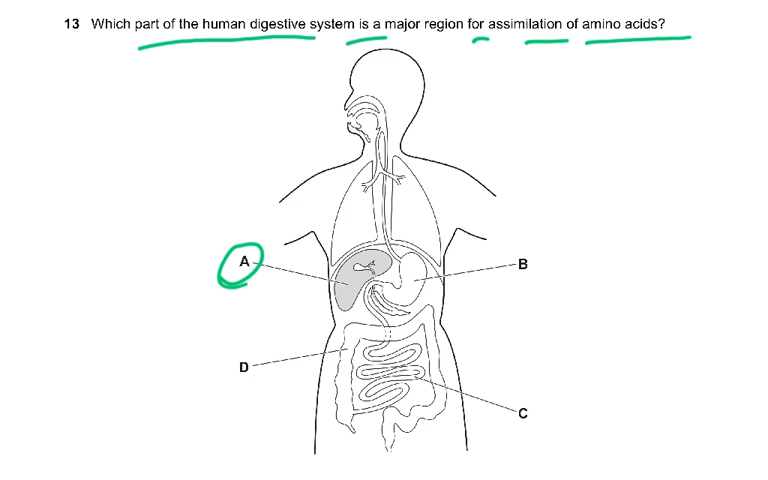 13 Which part of the human digestive system is a major region for assimilation of amino acids?
A
B
D
C